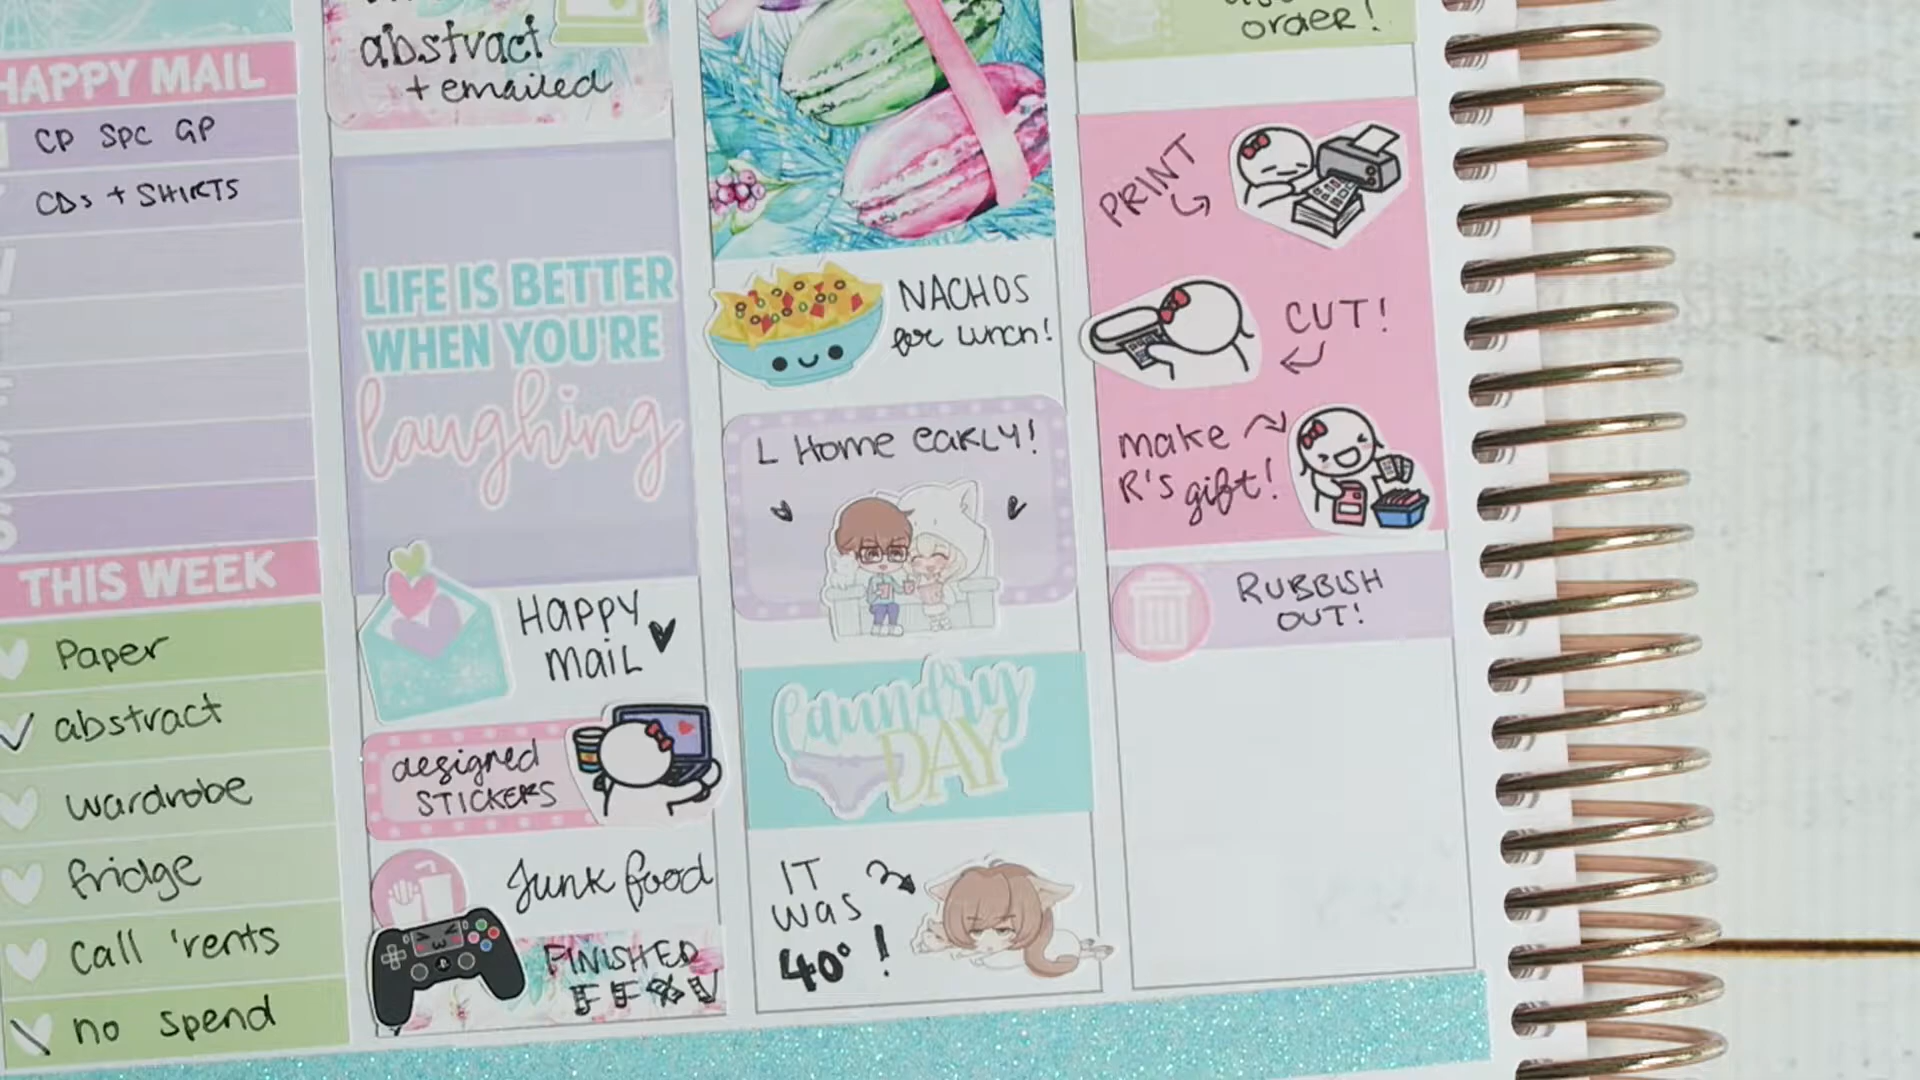 HAPPY MAIL
CP SPC GP
CDs + SHIRTS
THIS WEEK
Paper
abstract
wardrobe
fridge
Call 'rents
no spend
abstract
+ emailed
LIFE IS BETTER
WHEN YOU'RE
laughing
HAPPY
MAIL
designed
STICKERS
Junk food
FINISHED
NACHOS
for lunch!
L Home EARLY!
laundry
DAY
IT
WAS
40° !
order!
PRINT
CUT!
make
R's gift!
RUBBISH
OUT!